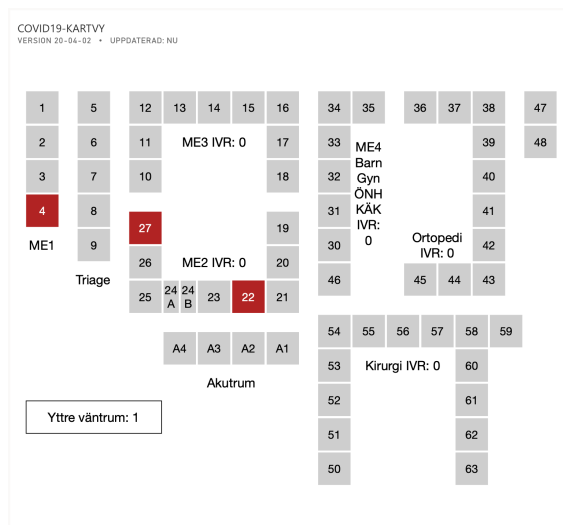 COVID19-KARTVY
VERSION 20-04-02 • UPPDATERAD: NU
1 5 12 13 14 15 16 34 35 36 37 38 47
2 6 11 ME3 IVR: 0 17 33 39 48
3 7 10 18 32 40
4 8 27 19 31 41
ME1 9 26 ME2 IVR: 0 20 30 42
ME4
Barn
Gyn
ÖNH
KÄK
IVR:
0
Ortopedi
IVR: 0
Triage
25 24 A 24 B 23 22 21 46 45 44 43
A4 A3 A2 A1
Akutrum
54 55 56 57 58 59
53 Kirurgi IVR: 0 60
52 61
Yttre väntrum: 1
51 62
50 63